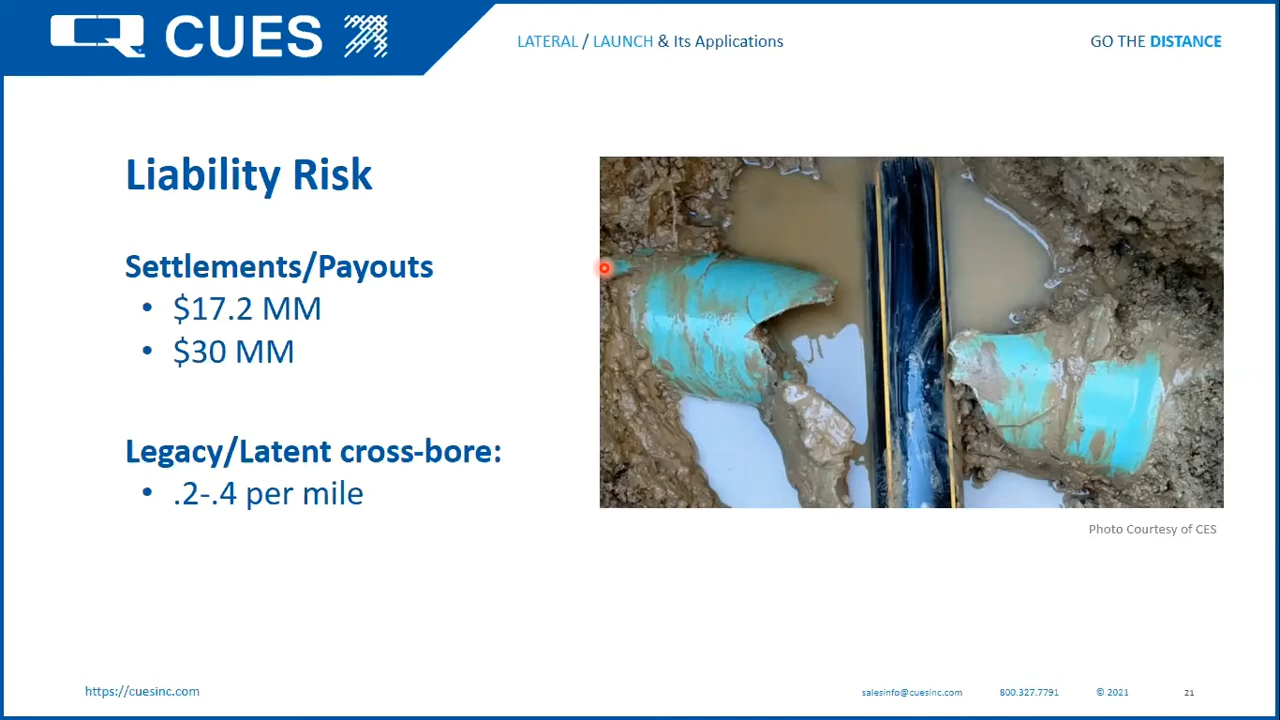 CUES
LATERAL / LAUNCH & Its Applications
GO THE DISTANCE
Liability Risk
Settlements/Payouts
• $17.2 MM
• $30 MM
Legacy/Latent cross-bore:
• .2-.4 per mile
Photo Courtesy of CES
https://cuesinc.com
salesinfo@cuesinc.com
800.327.7791
© 2021
21